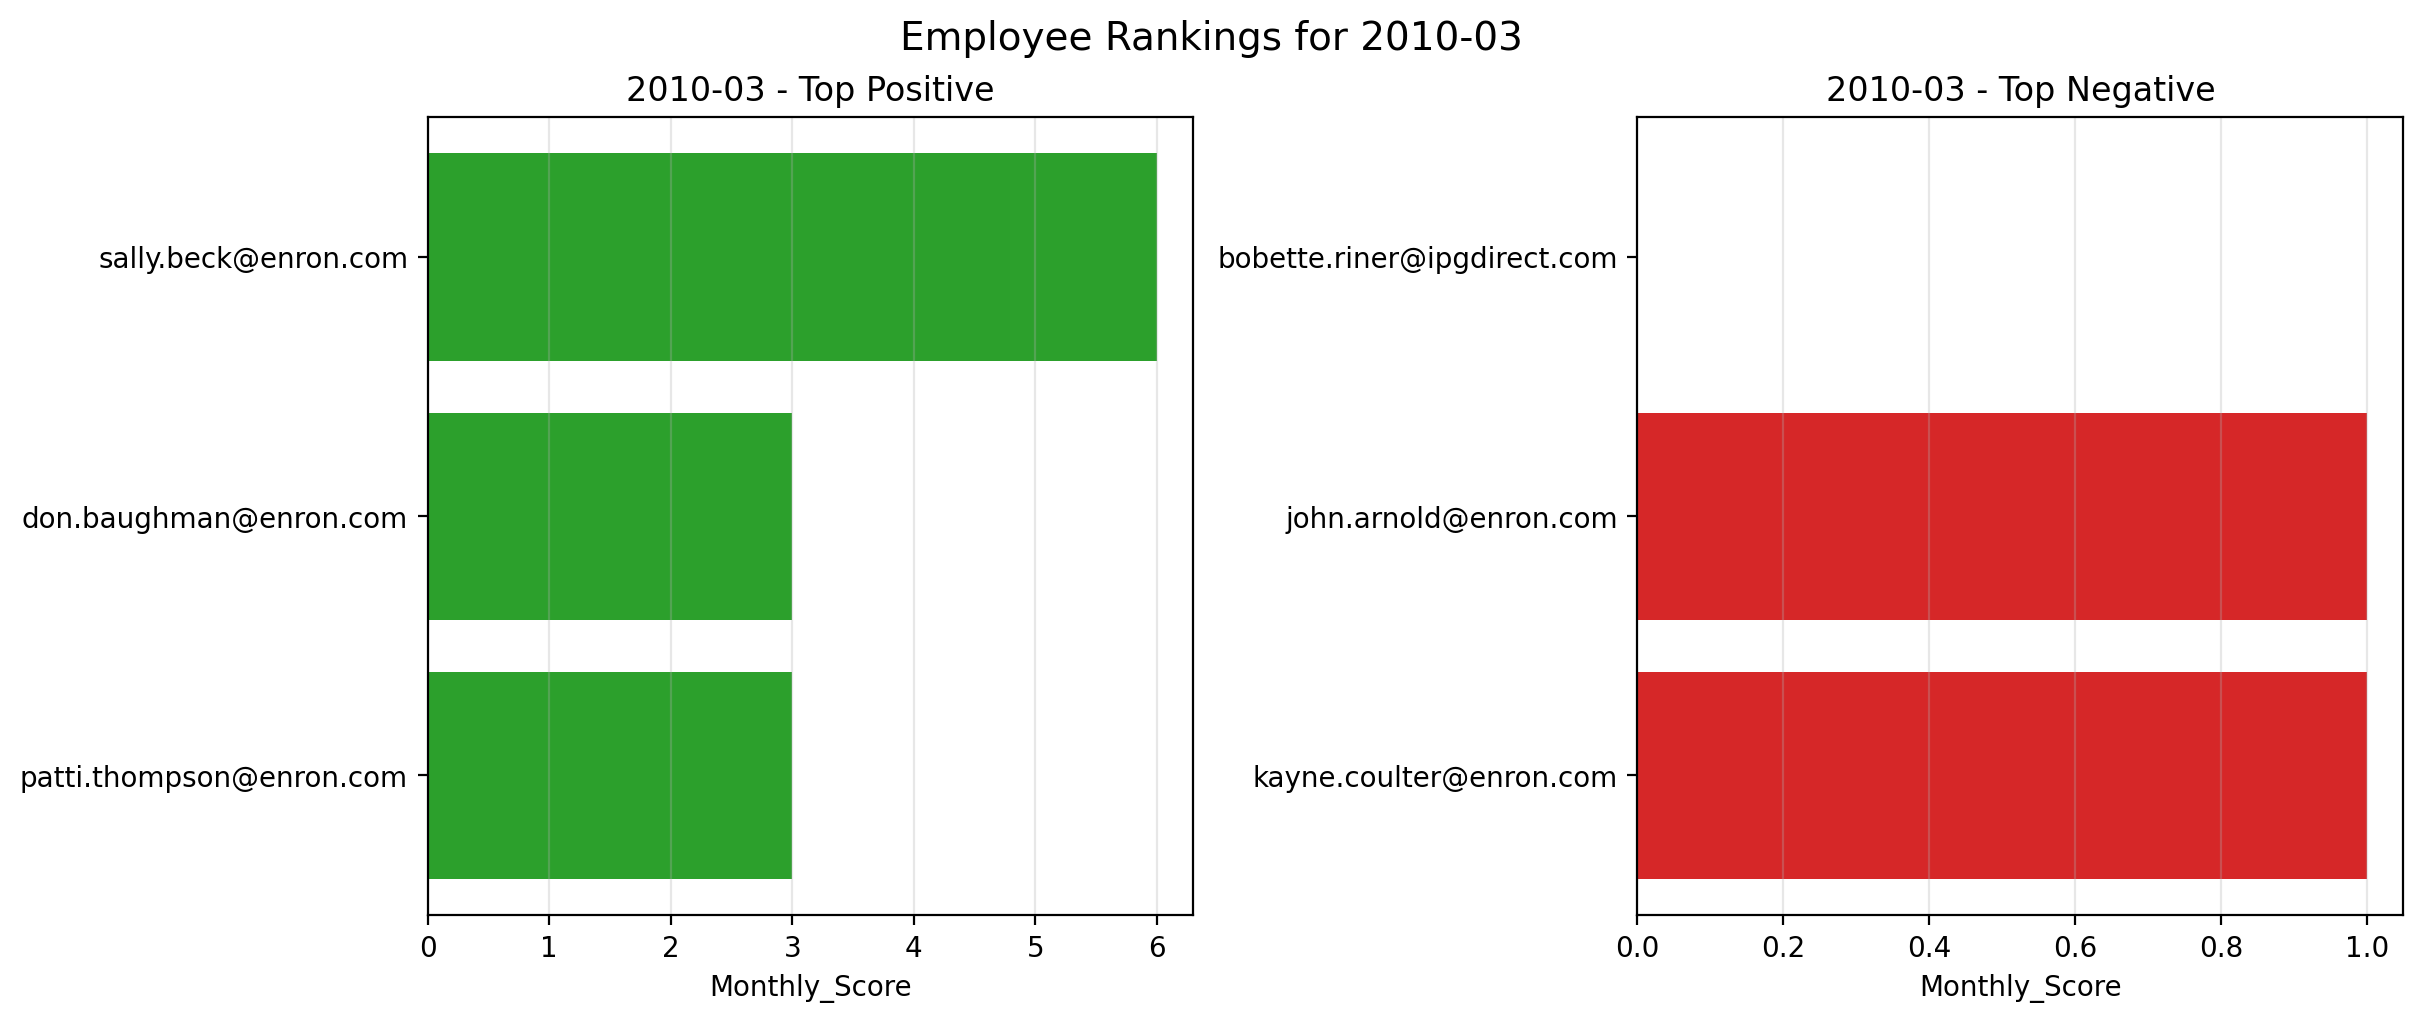 Employee Rankings for 2010-03
2010-03 - Top Positive
sally.beck@enron.com
don.baughman@enron.com
patti.thompson@enron.com
0 1 2 3 4 5 6
Monthly_Score
2010-03 - Top Negative
bobette.riner@ipgdirect.com
john.arnold@enron.com
kayne.coulter@enron.com
0.0 0.2 0.4 0.6 0.8 1.0
Monthly_Score